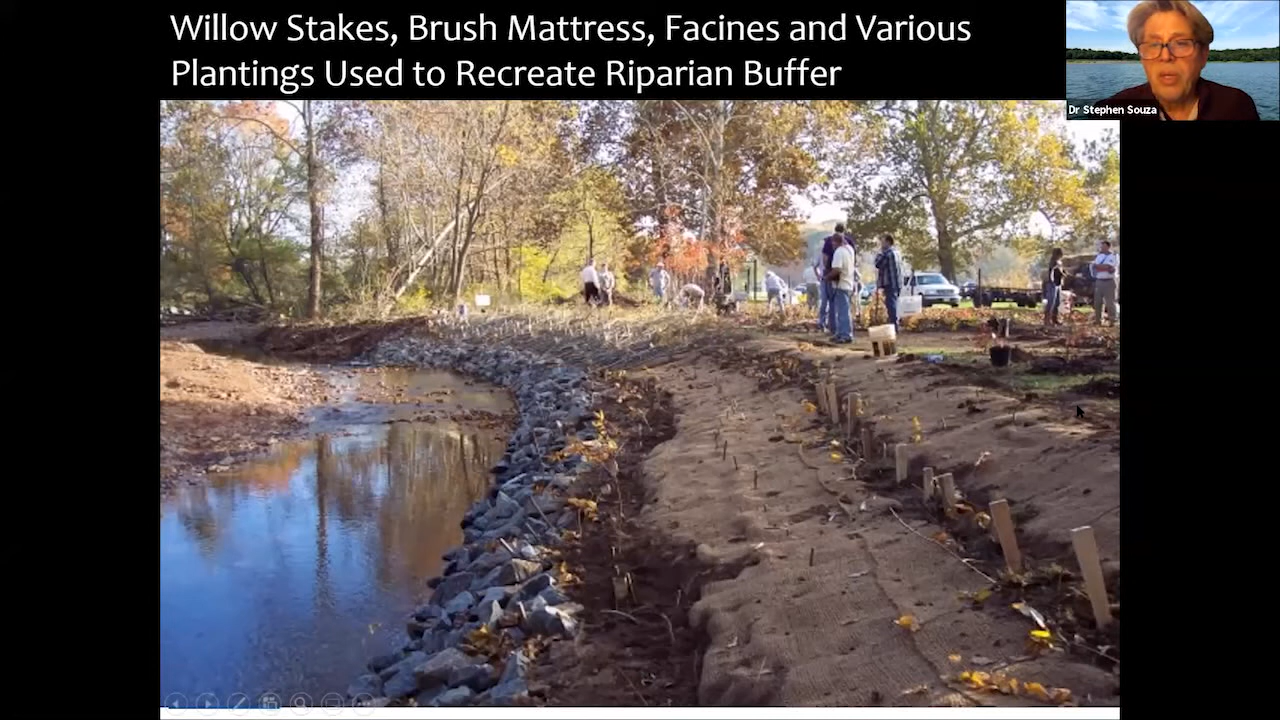 Willow Stakes, Brush Mattress, Facines and Various
Plantings Used to Recreate Riparian Buffer
Dr Stephen Souza